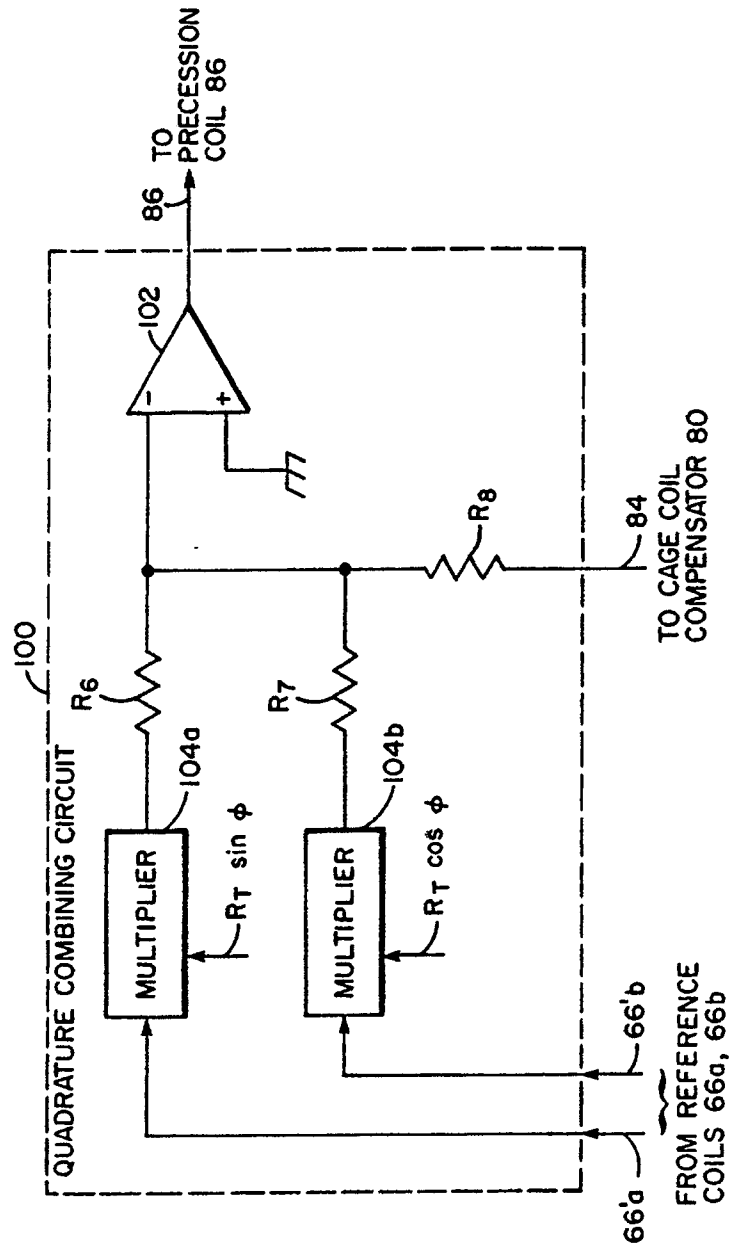 100
QUADRATURE COMBINING CIRCUIT
MULTIPLIER
104a
RT sin φ
R6
MULTIPLIER
104b
RT cos φ
R7
R8
-
+
102
86
TO
PRECESSION
COIL 86
66'a
66'b
FROM REFERENCE
COILS 66a, 66b
84
TO CAGE COIL
COMPENSATOR 80